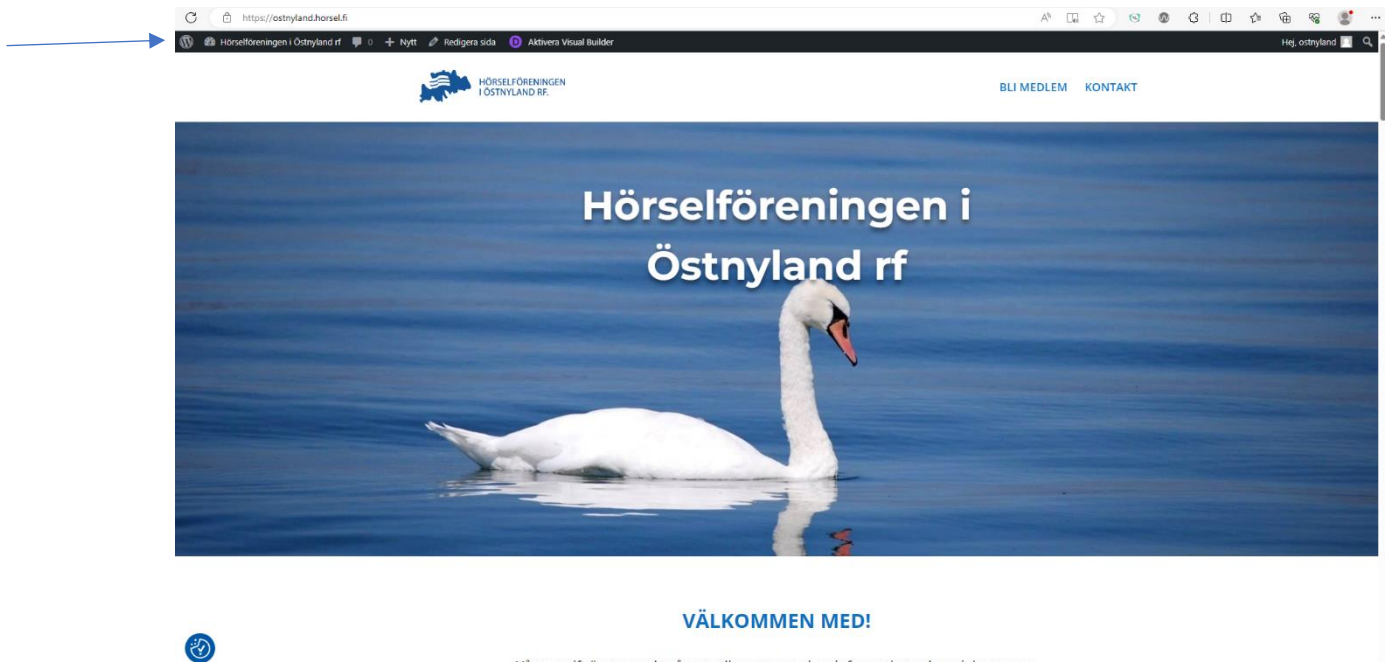 https://ostnyland.horsel.fi
Hörselföreningen i Östnyland rf 0 + Nytt Redigera sida D Aktivera Visual Builder Hej, ostnyland
HÖRSELFÖRENINGEN
I ÖSTNYLAND RF.
BLI MEDLEM KONTAKT
Hörselföreningen i
Östnyland rf
VÄLKOMMEN MED!